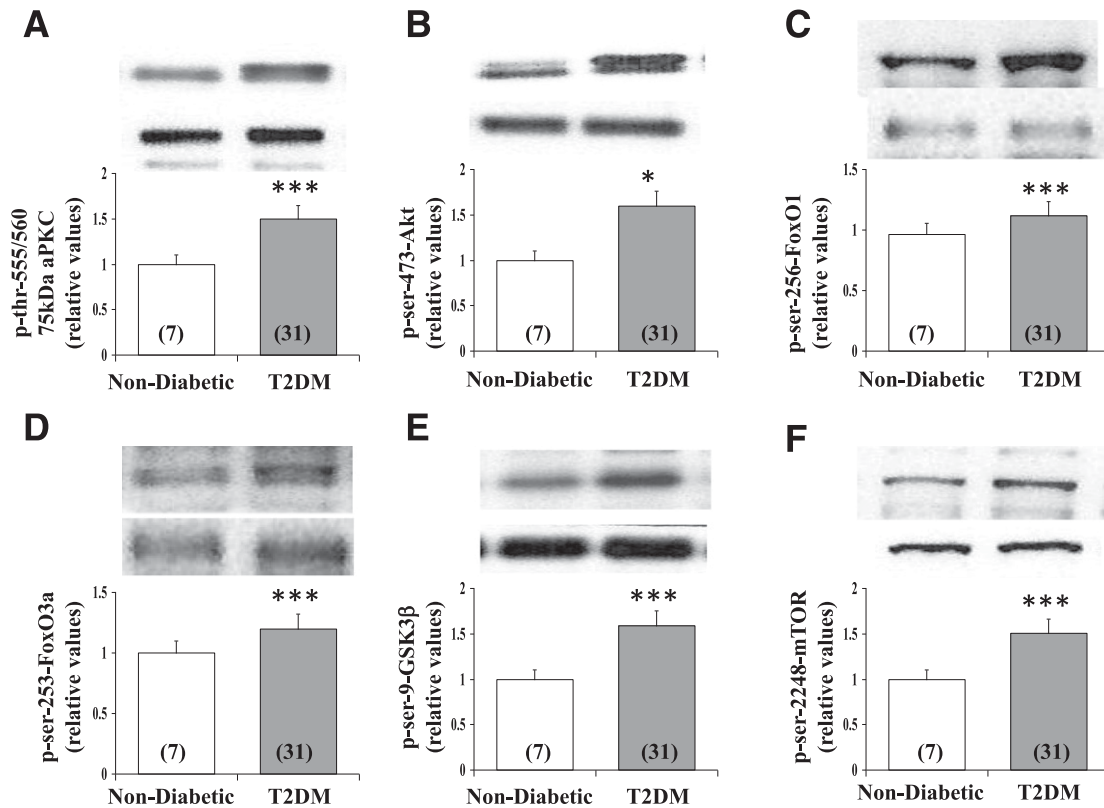 A
2
1.5
1
0.5
0
p-thr-555/560
75kDa aPKC
(relative values)
***
(7)
(31)
Non-Diabetic
T2DM
B
2
1.5
1
0.5
0
p-ser-473-Akt
(relative values)
*
(7)
(31)
Non-Diabetic
T2DM
C
1.5
1
0.5
0
p-ser-256-FoxO1
(relative values)
***
(7)
(31)
Non-Diabetic
T2DM
D
1.5
1
0.5
0
p-ser-253-FoxO3a
(relative values)
***
(7)
(31)
Non-Diabetic
T2DM
E
2
1.5
1
0.5
0
p-ser-9-GSK3β
(relative values)
***
(7)
(31)
Non-Diabetic
T2DM
F
2
1.5
1
0.5
0
p-ser-2248-mTOR
(relative values)
***
(7)
(31)
Non-Diabetic
T2DM